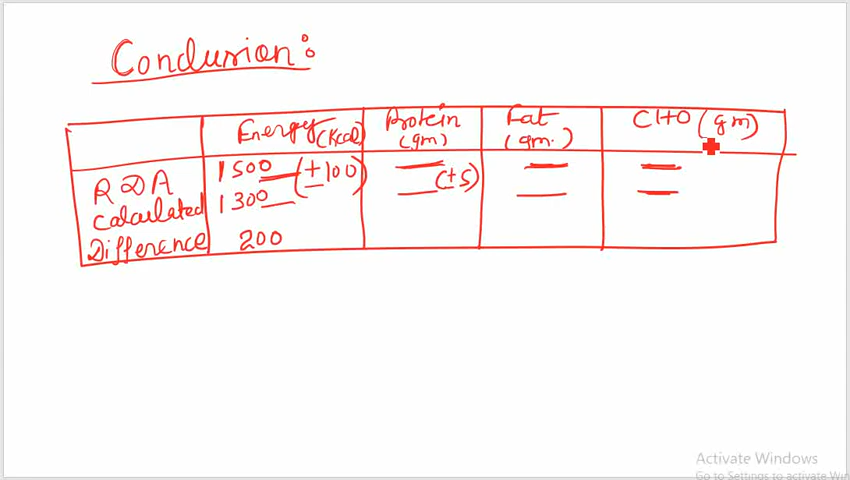 Conclusion:
Energy (Kcal) Protein (gm) Fat (gm.) CHO (gm)
RDA 1500 (±100) (±5)
Calculated 1300
Difference 200
Activate Windows
Go to Settings to activate Win